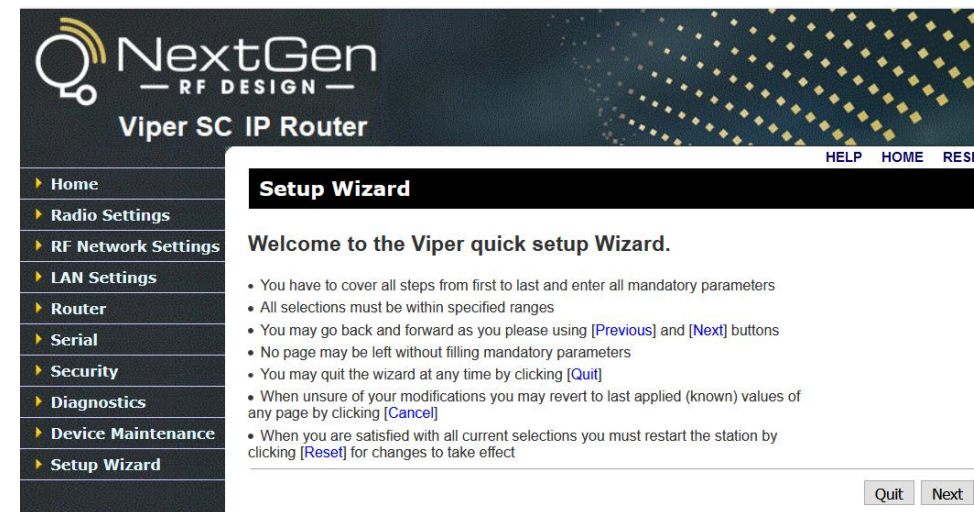 NextGen
RF DESIGN
Viper SC IP Router
HELP HOME
Home
Radio Settings
RF Network Settings
LAN Settings
Router
Serial
Security
Diagnostics
Device Maintenance
Setup Wizard
Setup Wizard
Welcome to the Viper quick setup Wizard.
• You have to cover all steps from first to last and enter all mandatory parameters
• All selections must be within specified ranges
• You may go back and forward as you please using [Previous] and [Next] buttons
• No page may be left without filling mandatory parameters
• You may quit the wizard at any time by clicking [Quit]
• When unsure of your modifications you may revert to last applied (known) values of
any page by clicking [Cancel]
• When you are satisfied with all current selections you must restart the station by
clicking [Reset] for changes to take effect
Quit Next